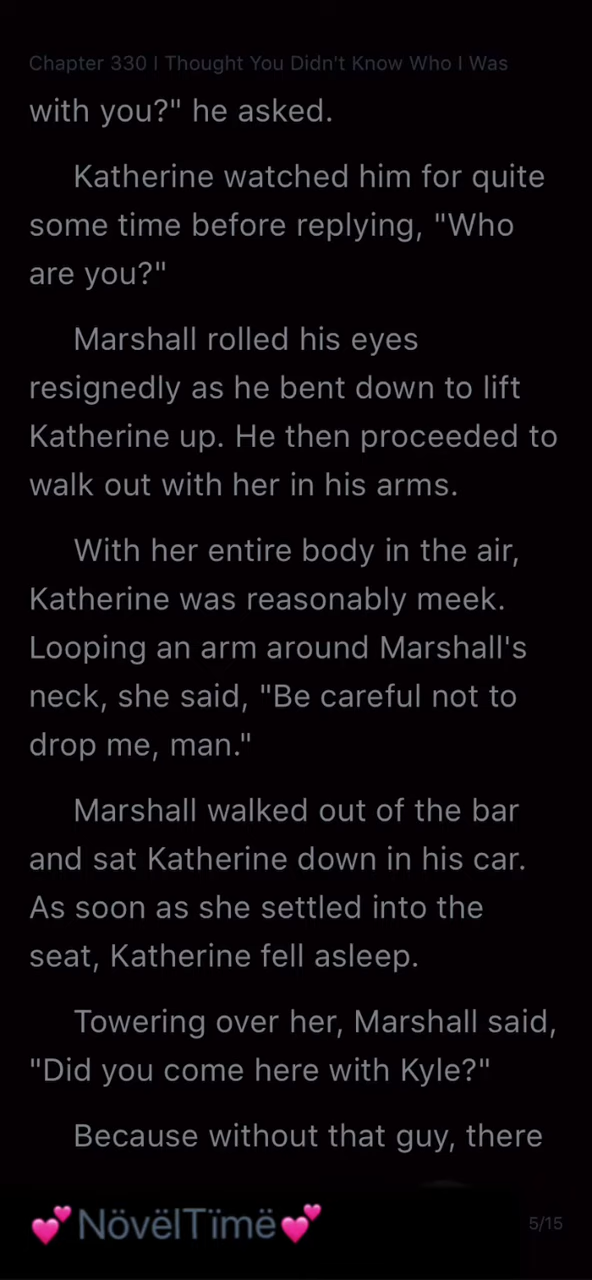 Chapter 330 I Thought You Didn't Know Who I Was
with you?" he asked.
Katherine watched him for quite
some time before replying, "Who
are you?"
Marshall rolled his eyes
resignedly as he bent down to lift
Katherine up. He then proceeded to
walk out with her in his arms.
With her entire body in the air,
Katherine was reasonably meek.
Looping an arm around Marshall's
neck, she said, "Be careful not to
drop me, man."
Marshall walked out of the bar
and sat Katherine down in his car.
As soon as she settled into the
seat, Katherine fell asleep.
Towering over her, Marshall said,
"Did you come here with Kyle?"
Because without that guy, there
💕NövëlTïmë💕
5/15